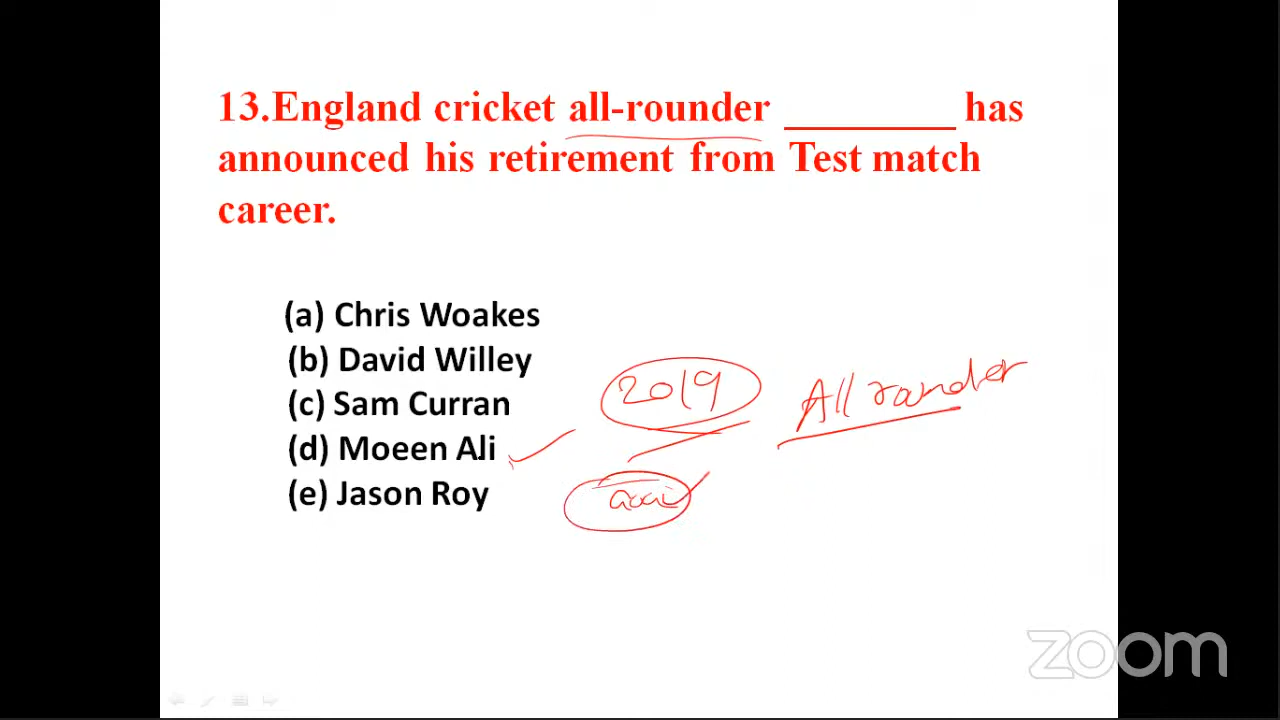 13.England cricket all-rounder ________ has
announced his retirement from Test match
career.
(a) Chris Woakes
(b) David Willey
(c) Sam Curran
(d) Moeen Ali
(e) Jason Roy
2019
All rounder
zoom